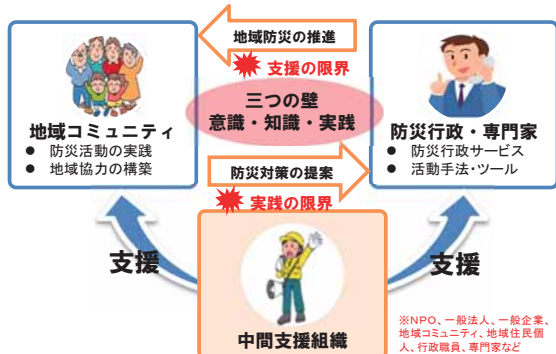 地域防災の推進
支援の限界
三つの壁
意識・知識・実践
地域コミュニティ
● 防災活動の実践
● 地域協力の構築
防災行政・専門家
● 防災行政サービス
● 活動手法・ツール
防災対策の提案
実践の限界
支援
支援
中間支援組織
※NPO、一般法人、一般企業、
地域コミュニティ、地域住民個
人、行政職員、専門家など